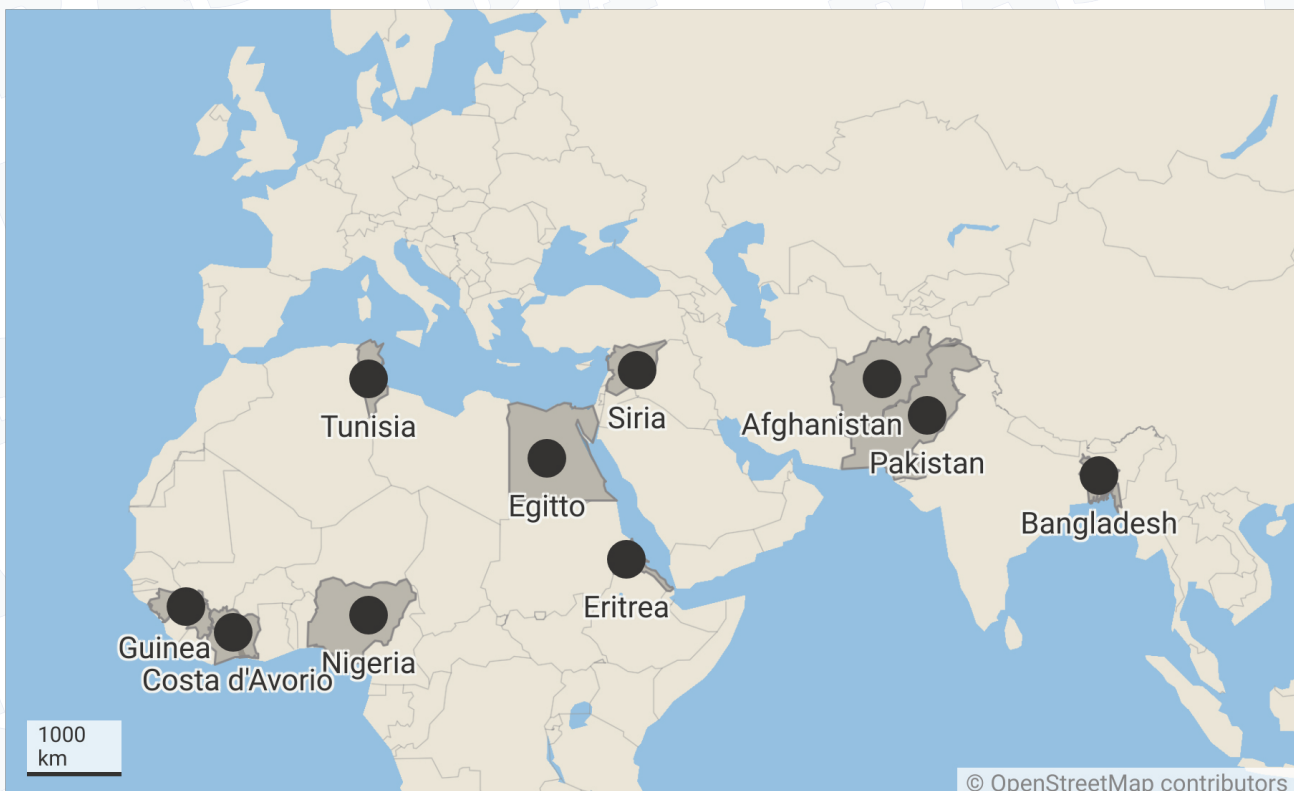 Tunisia
Siria
Afghanistan
Pakistan
Egitto
Bangladesh
Eritrea
Guinea
Nigeria
Costa d'Avorio
1000
km
© OpenStreetMap contributors